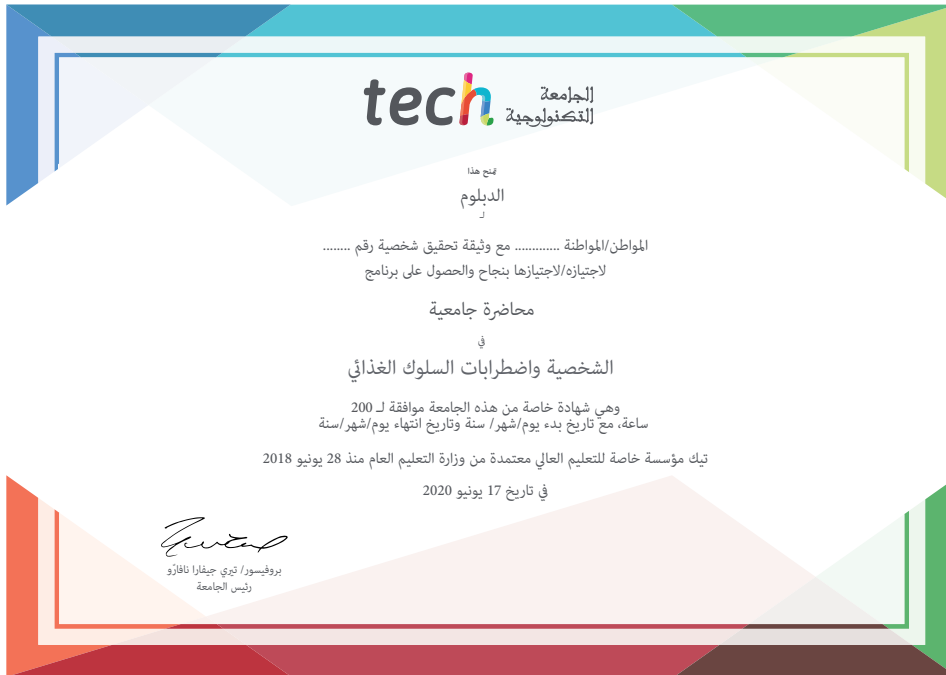 tech الجامعة
التكنولوجية
يمنح هذا
الدبلوم
لـ
المواطن/المواطنة ............ مع وثيقة تحقيق شخصية رقم ........
لاجتيازه/لاجتيازها بنجاح والحصول على برنامج
محاضرة جامعية
في
الشخصية واضطرابات السلوك الغذائي
وهي شهادة خاصة من هذه الجامعة موافقة لـ 200
ساعة، مع تاريخ بدء يوم/شهر/ سنة وتاريخ انتهاء يوم/شهر/سنة
تيك مؤسسة خاصة للتعليم العالي معتمدة من وزارة التعليم العام منذ 28 يونيو 2018
في تاريخ 17 يونيو 2020
بروفيسور/ تيري جيفارا نافارّو
رئيس الجامعة